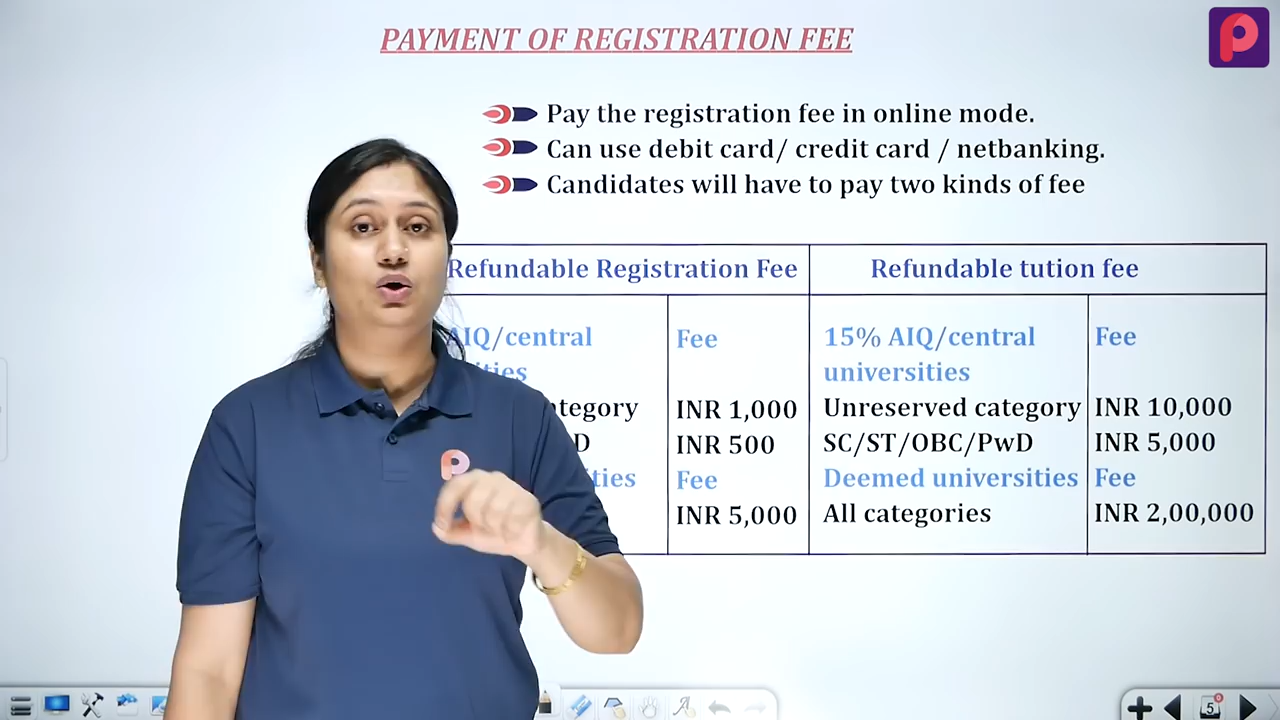 PAYMENT OF REGISTRATION FEE
Pay the registration fee in online mode.
Can use debit card/ credit card / netbanking.
Candidates will have to pay two kinds of fee
Refundable Registration Fee
Refundable tution fee
AIQ/central
Fee
INR 1,000
INR 500
Fee
INR 5,000
15% AIQ/central
universities
Fee
Unreserved category
INR 10,000
SC/ST/OBC/PwD
INR 5,000
Deemed universities
Fee
All categories
INR 2,00,000
5